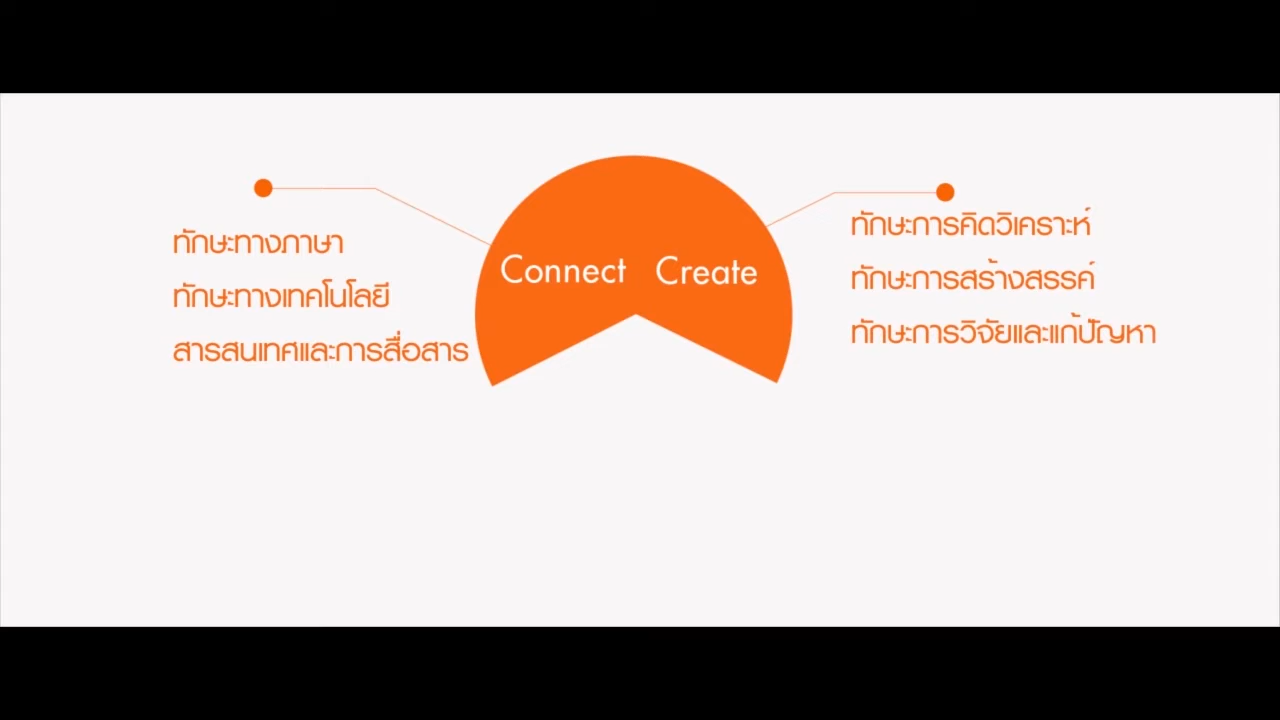 ทักษะทางภาษา
ทักษะทางเทคโนโลยี
สารสนเทศและการสื่อสาร
Connect
Create
ทักษะการคิดวิเคราะห์
ทักษะการสร้างสรรค์
ทักษะการวิจัยและแก้ปัญหา